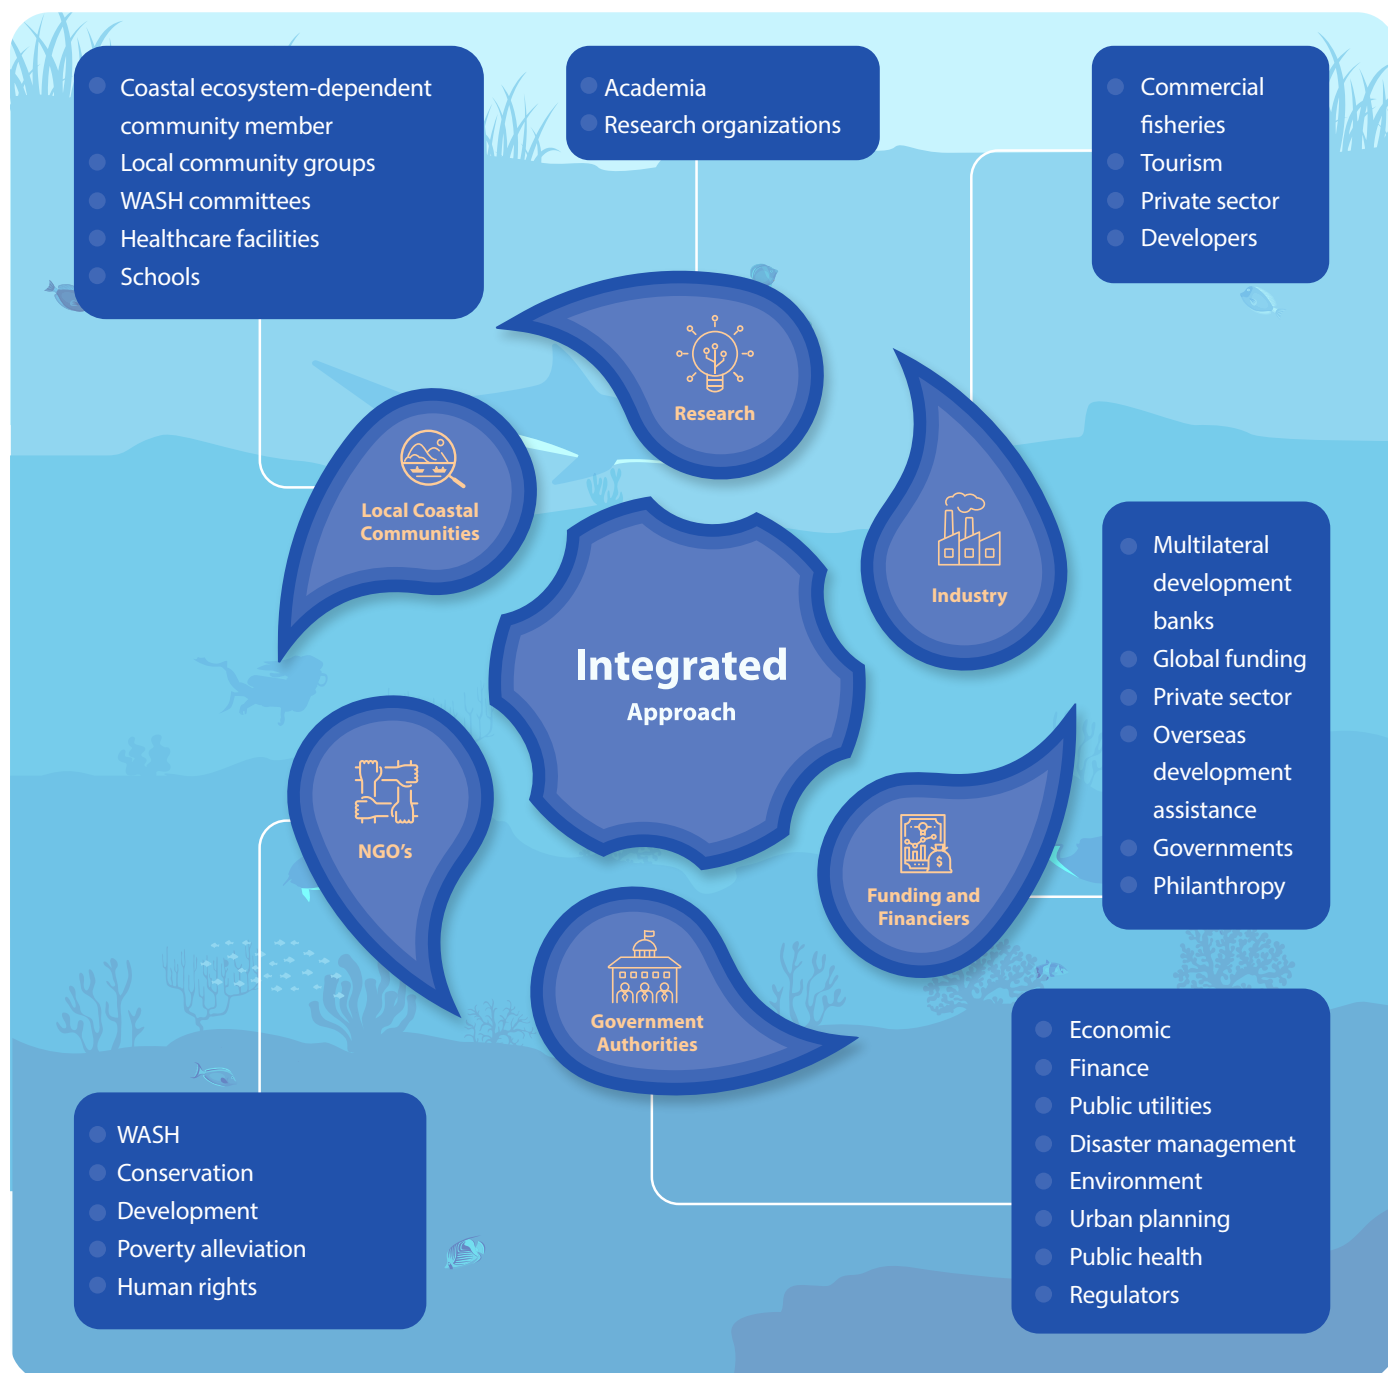 Coastal ecosystem-dependent
community member
Local community groups
WASH committees
Healthcare facilities
Schools
Academia
Research organizations
Commercial
fisheries
Tourism
Private sector
Developers
Research
Local Coastal
Communities
Industry
Integrated
Approach
Multilateral
development
banks
Global funding
Private sector
Overseas
development
assistance
Governments
Philanthropy
NGO's
Funding and
Financiers
Government
Authorities
WASH
Conservation
Development
Poverty alleviation
Human rights
Economic
Finance
Public utilities
Disaster management
Environment
Urban planning
Public health
Regulators